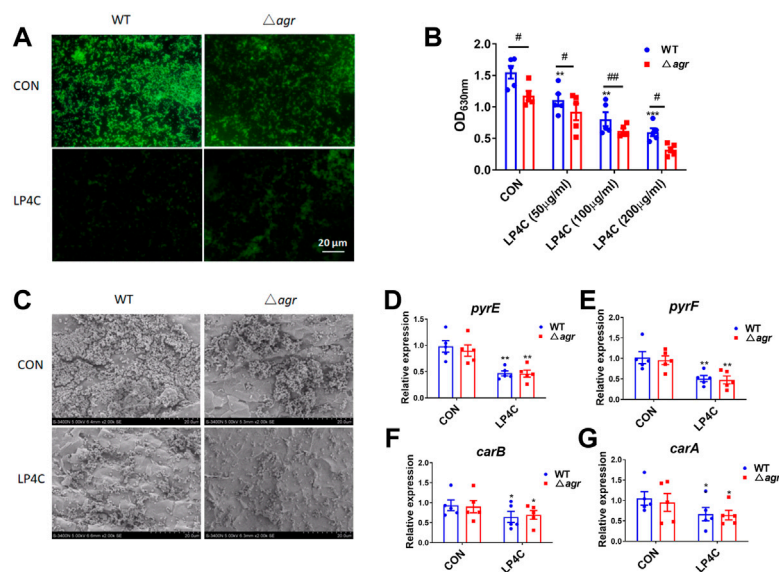 A
WT
△agr
CON
LP4C
20 μm
B
OD630nm
2.0
1.5
1.0
0.5
0.0
#
#
##
#
**
**
***
WT
△agr
CON
LP4C (50μg/ml)
LP4C (100μg/ml)
LP4C (200μg/ml)
C
WT
△agr
CON
LP4C
D
pyrE
Relative expression
1.5
1.0
0.5
0.0
**
**
WT
△agr
CON
LP4C
E
pyrF
Relative expression
2.0
1.5
1.0
0.5
0.0
**
**
WT
△agr
CON
LP4C
F
carB
Relative expression
2.0
1.5
1.0
0.5
0.0
*
*
WT
△agr
CON
LP4C
G
carA
Relative expression
2.0
1.5
1.0
0.5
0.0
*
*
WT
△agr
CON
LP4C